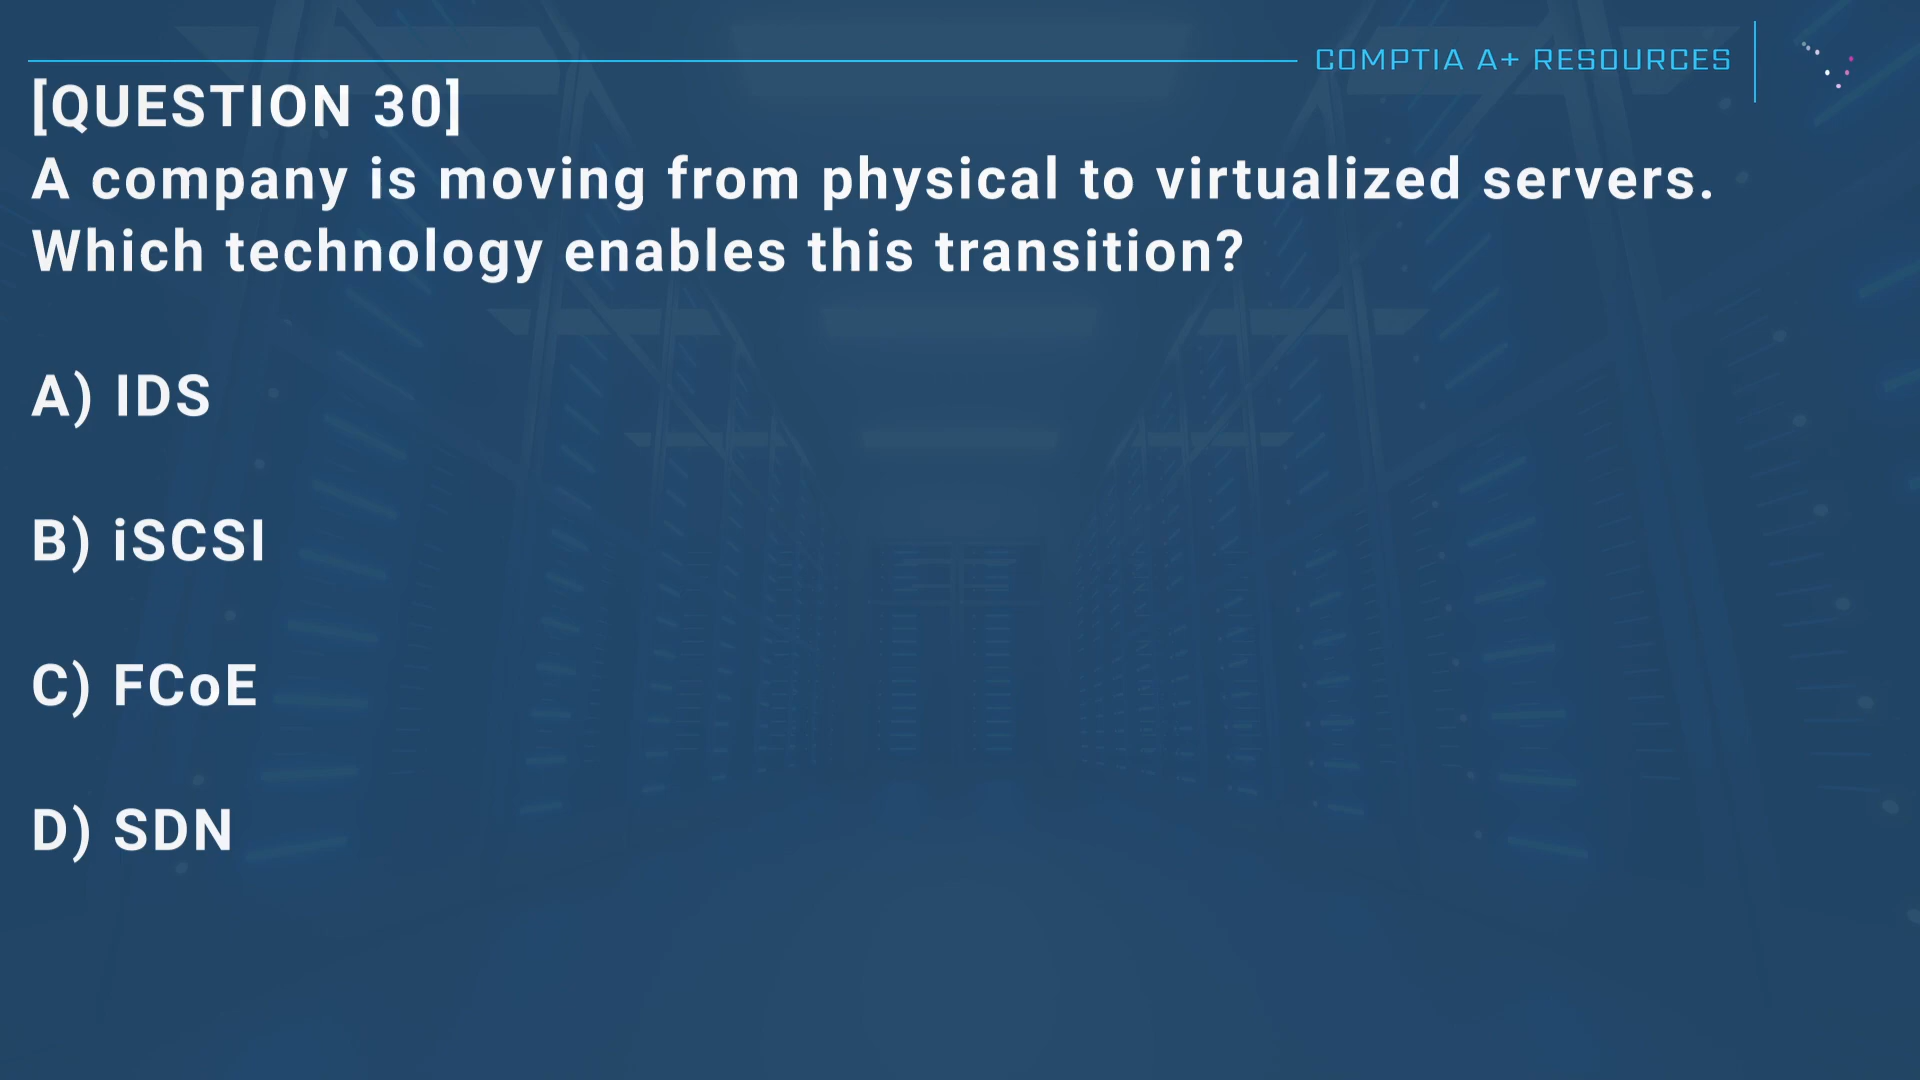 COMPTIA A+ RESOURCES
[QUESTION 30]
A company is moving from physical to virtualized servers.
Which technology enables this transition?
A) IDS
B) iSCSI
C) FCoE
D) SDN